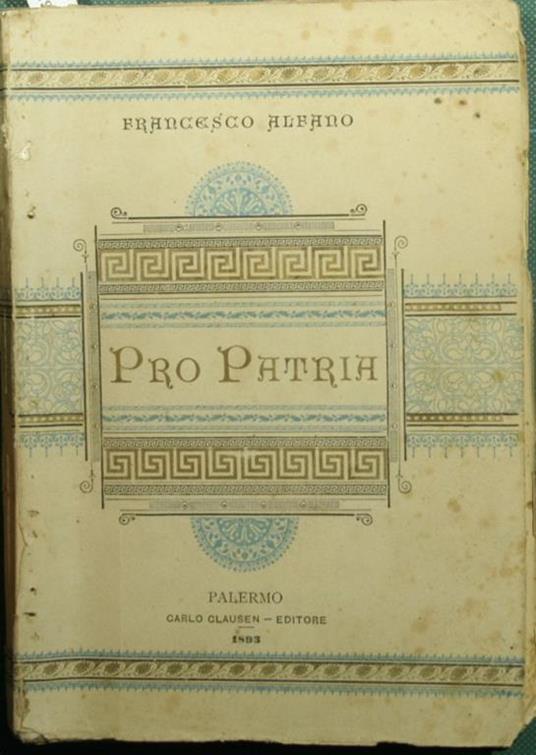 FRANCESCO ALFANO
PRO PATRIA
PALERMO
CARLO CLAUSEN — EDITORE
1893